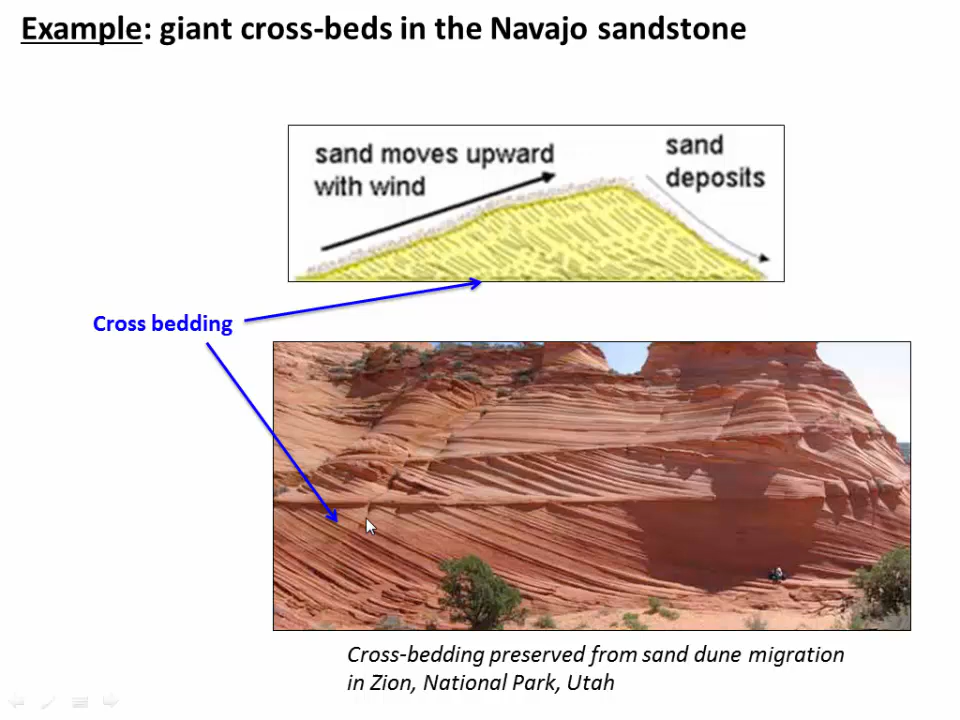 Example: giant cross-beds in the Navajo sandstone
sand moves upward
with wind
sand
deposits
Cross bedding
Cross-bedding preserved from sand dune migration
in Zion, National Park, Utah